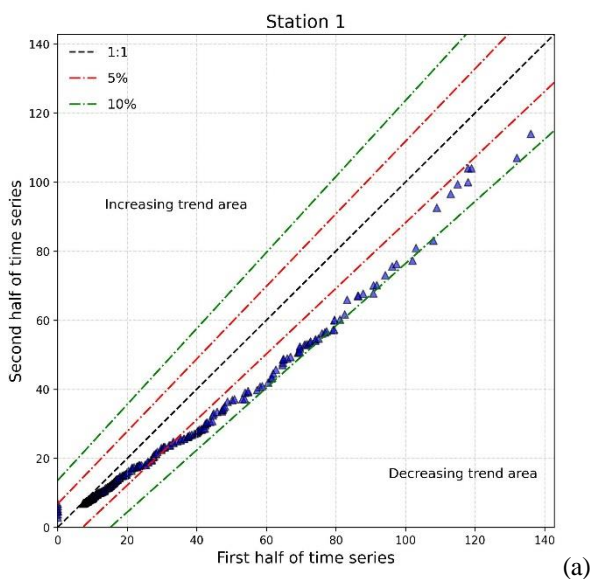 Station 1
140
120
100
80
60
40
20
0
Second half of time series
1:1
5%
10%
Increasing trend area
Decreasing trend area
0 20 40 60 80 100 120 140
First half of time series
(a)